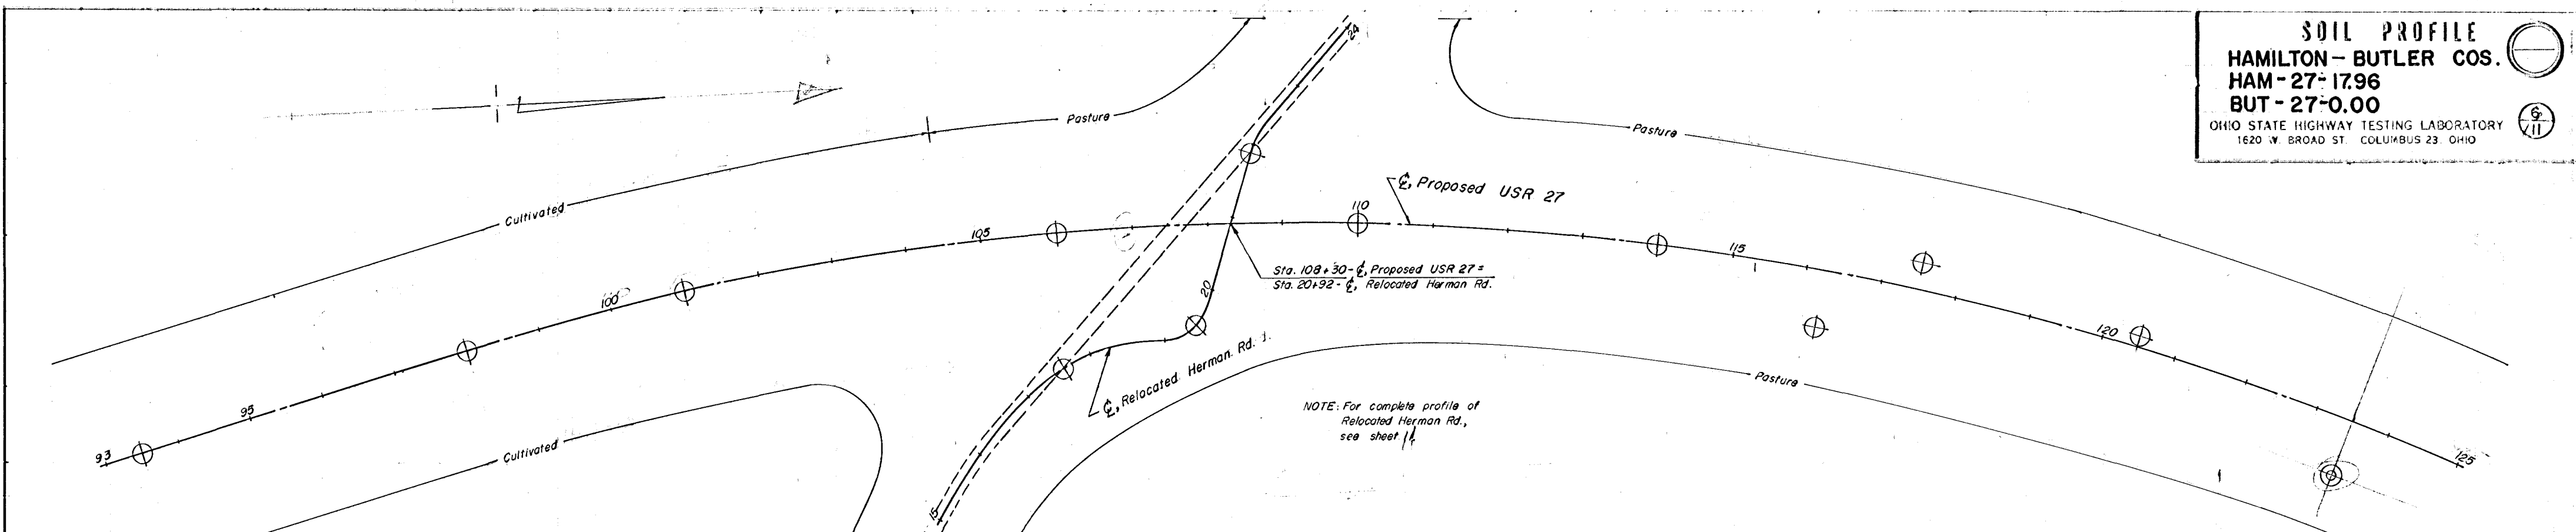 SOIL PROFILE
HAMILTON - BUTLER COS.
HAM - 27 - 17.96
BUT - 27 - 0.00
OHIO STATE HIGHWAY TESTING LABORATORY
1620 W. BROAD ST. COLUMBUS 23, OHIO
11
24
Pasture
Pasture
Cultivated
℄, Proposed USR 27
110
105
115
100
Sta. 108+30 - ℄, Proposed USR 27 =
Sta. 20+92 - ℄, Relocated Herman Rd.
20
120
℄, Relocated Herman Rd.
Pasture
95
NOTE: For complete profile of
Relocated Herman Rd.,
see sheet 11
93
Cultivated
125
15